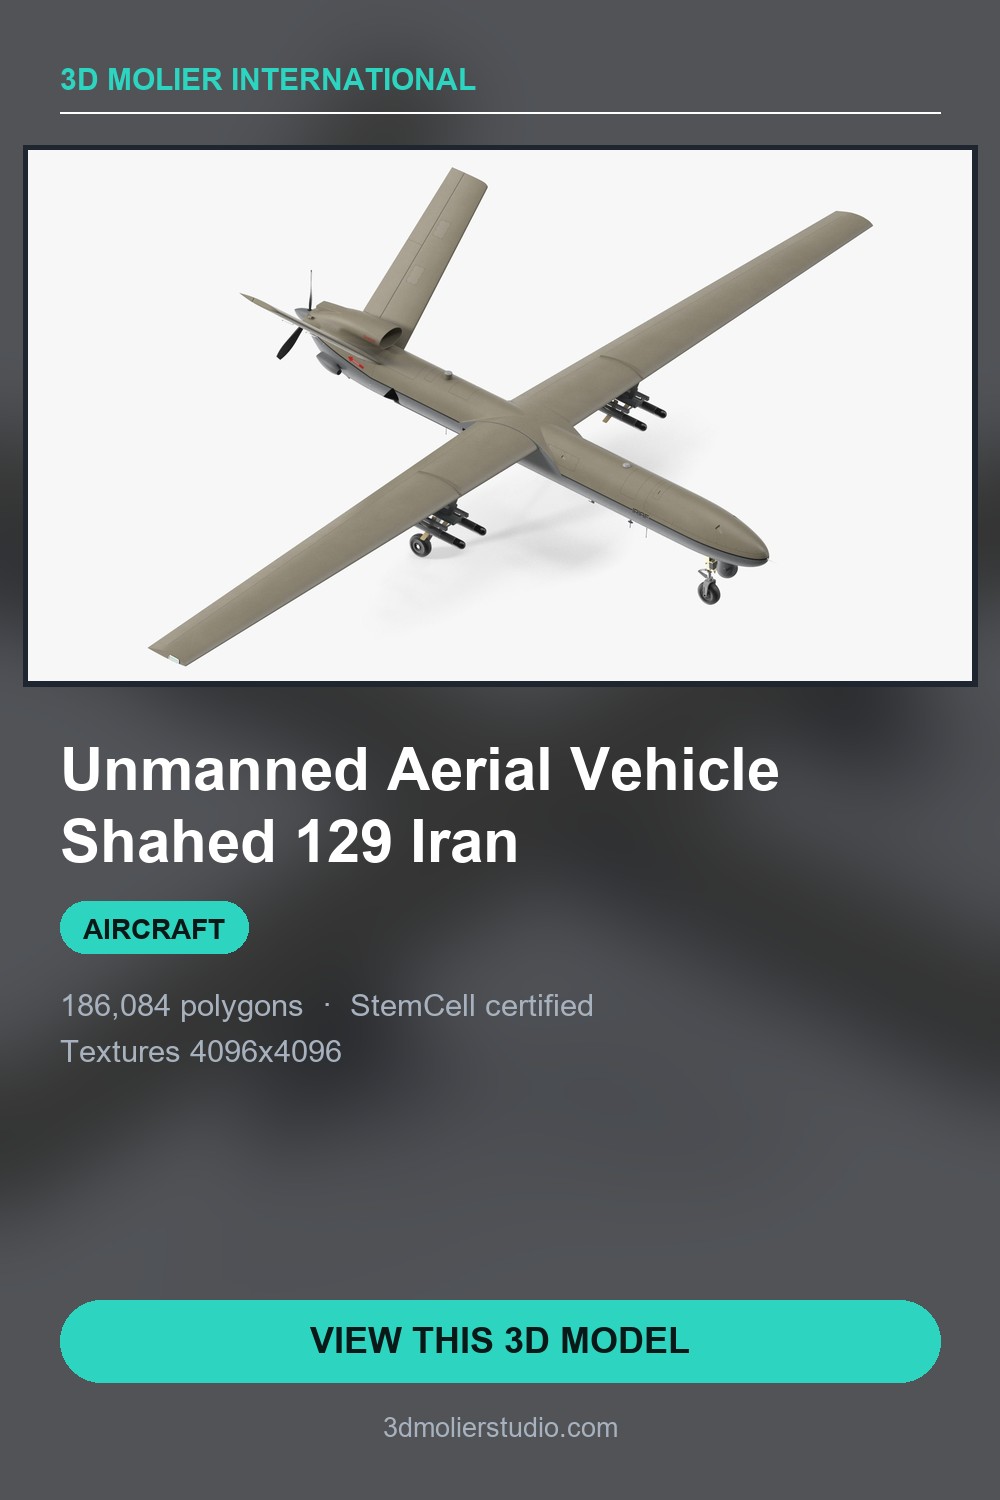 3D MOLIER INTERNATIONAL
Unmanned Aerial Vehicle
Shahed 129 Iran
AIRCRAFT
186,084 polygons · StemCell certified
Textures 4096x4096
VIEW THIS 3D MODEL
3dmolierstudio.com